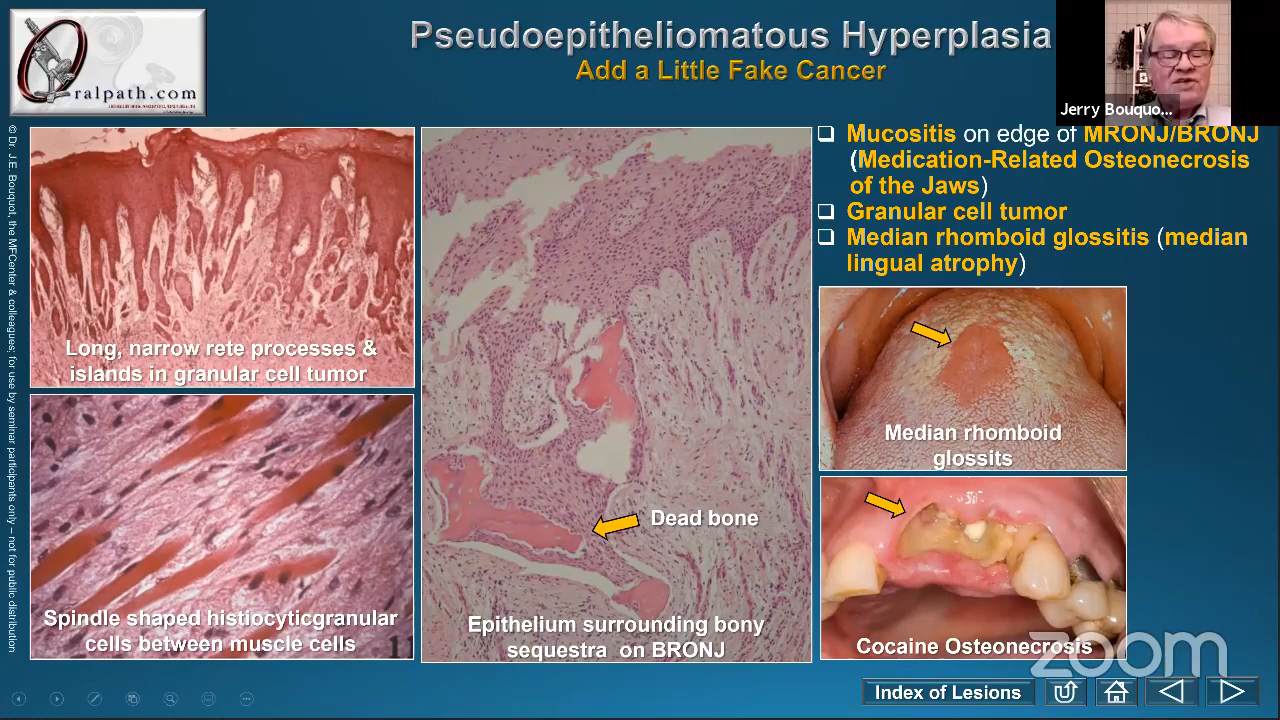 Oralpath.com
Pseudoepitheliomatous Hyperplasia
Add a Little Fake Cancer
Jerry Bouquo...
© Dr. J.E. Bouquot, the MFCenter & colleagues; for use by seminar participants only – not for public distribution
❑ Mucositis on edge of MRONJ/BRONJ
(Medication-Related Osteonecrosis
of the Jaws)
❑ Granular cell tumor
❑ Median rhomboid glossitis (median
lingual atrophy)
Long, narrow rete processes &
islands in granular cell tumor
Spindle shaped histiocyticgranular
cells between muscle cells
Dead bone
Epithelium surrounding bony
sequestra on BRONJ
Median rhomboid
glossits
Cocaine Osteonecrosis
zoom
Index of Lesions